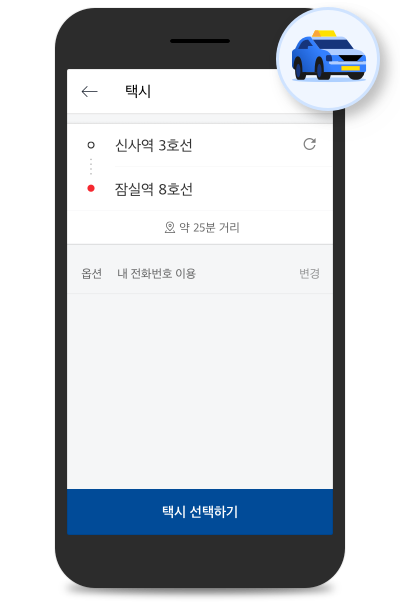 택시
신사역 3호선
잠실역 8호선
약 25분 거리
옵션 내 전화번호 이용 변경
택시 선택하기